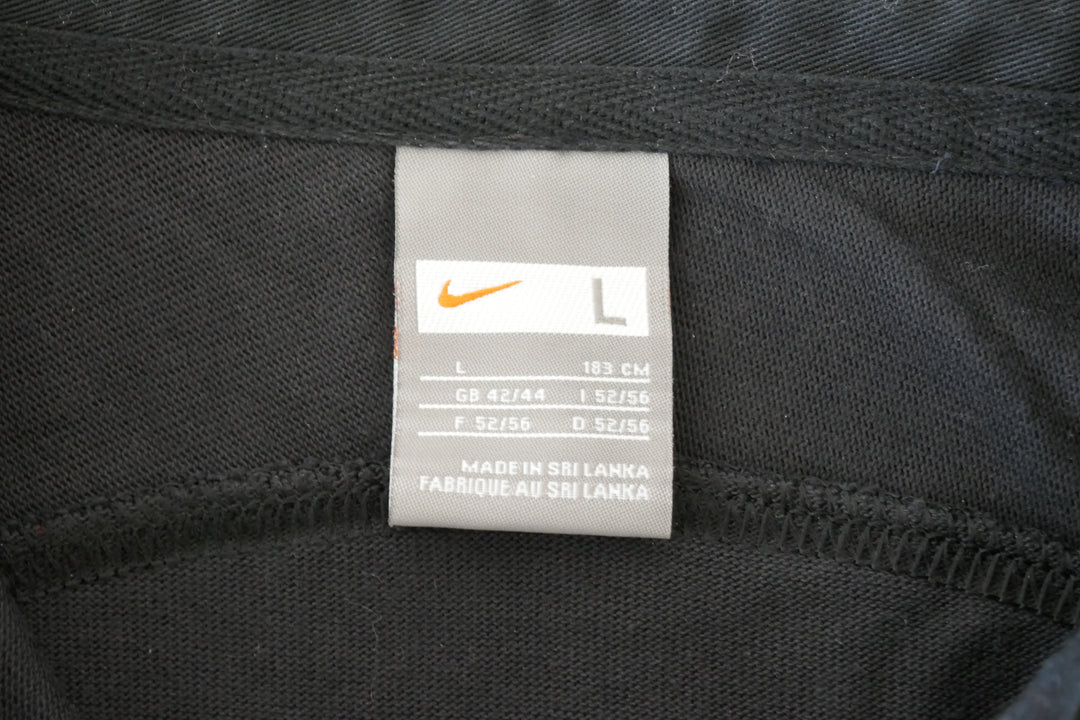 L
L 183 CM
GB 42/44 I 52/56
F 52/56 D 52/56
MADE IN SRI LANKA
FABRIQUE AU SRI LANKA